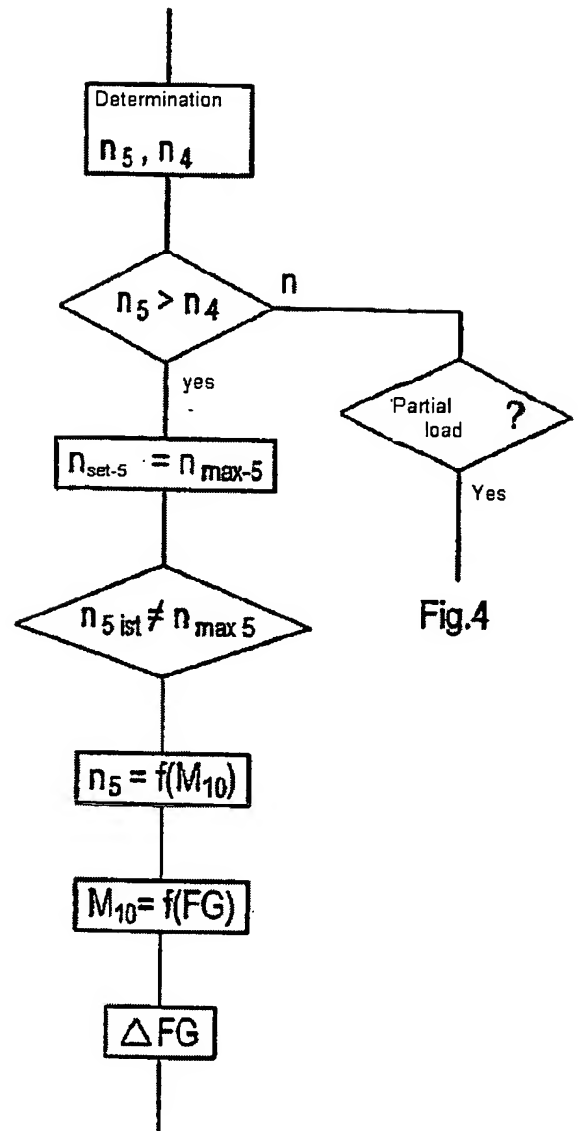 Determination
n5, n4
n5 > n4
n
yes
Partial load ?
Yes
nset-5 = nmax-5
Fig.4
n5 ist ≠ nmax 5
n5 = f(M10)
M10 = f(FG)
△ FG